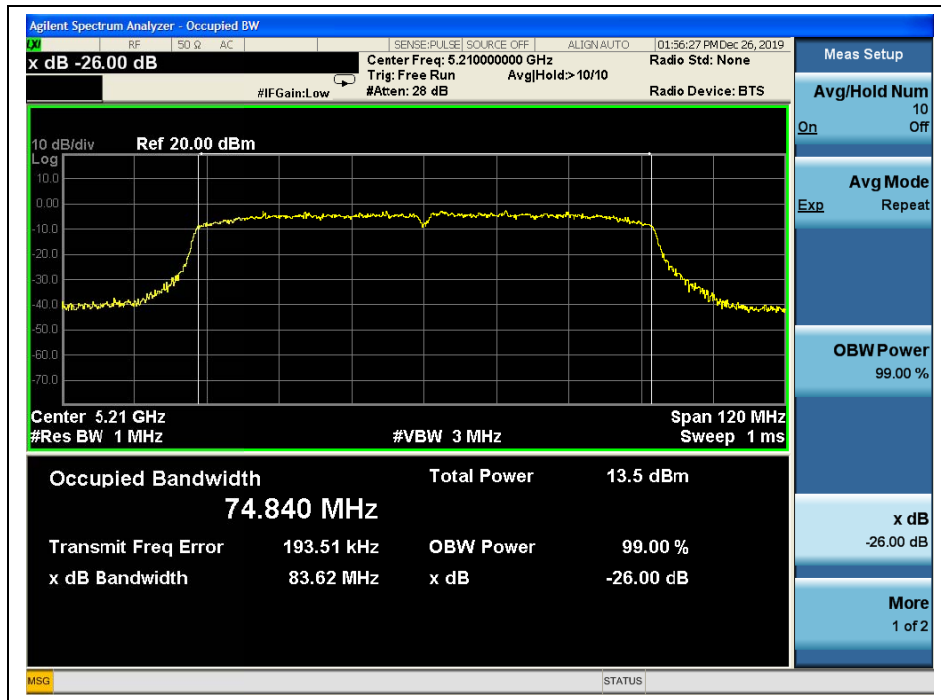 Agilent Spectrum Analyzer - Occupied BW
LXI RF 50 Ω AC SENSE:PULSE SOURCE OFF ALIGN AUTO 01:56:27 PM Dec 26, 2019
x dB -26.00 dB Center Freq: 5.210000000 GHz Radio Std: None
Trig: Free Run Avg|Hold:> 10/10
#IFGain:Low #Atten: 28 dB Radio Device: BTS
10 dB/div Ref 20.00 dBm
Log
10.0
0.00
-10.0
-20.0
-30.0
-40.0
-50.0
-60.0
-70.0
Center 5.21 GHz Span 120 MHz
#Res BW 1 MHz #VBW 3 MHz Sweep 1 ms
Occupied Bandwidth Total Power 13.5 dBm
74.840 MHz
Transmit Freq Error 193.51 kHz OBW Power 99.00 %
x dB Bandwidth 83.62 MHz x dB -26.00 dB
MSG STATUS
Meas Setup
Avg/Hold Num
10
On Off
Avg Mode
Exp Repeat
OBW Power
99.00 %
x dB
-26.00 dB
More
1 of 2